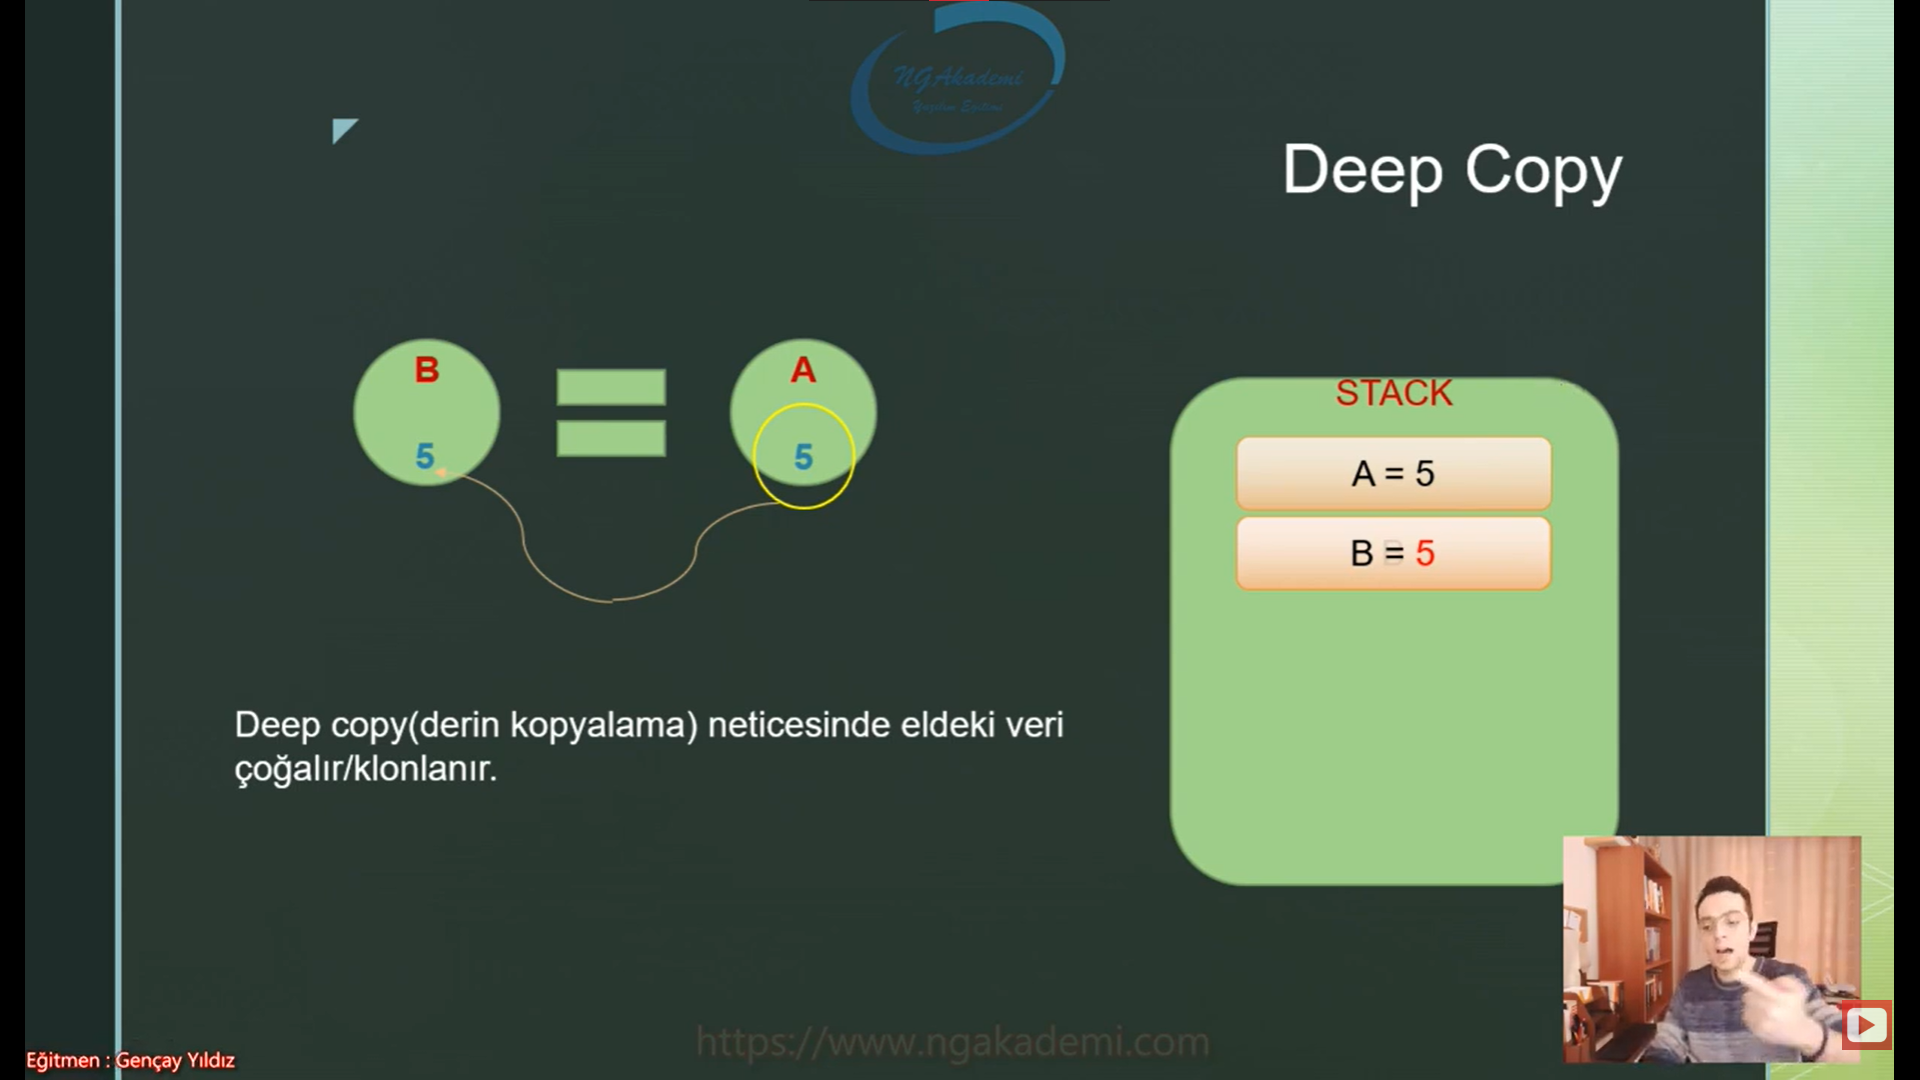 NGAkademi
Yazılım Eğitimi
Deep Copy
B
5
A
5
STACK
A = 5
B = 5
Deep copy(derin kopyalama) neticesinde eldeki veri
çoğalır/klonlanır.
https://www.ngakademi.com
Eğitmen : Gençay Yıldız